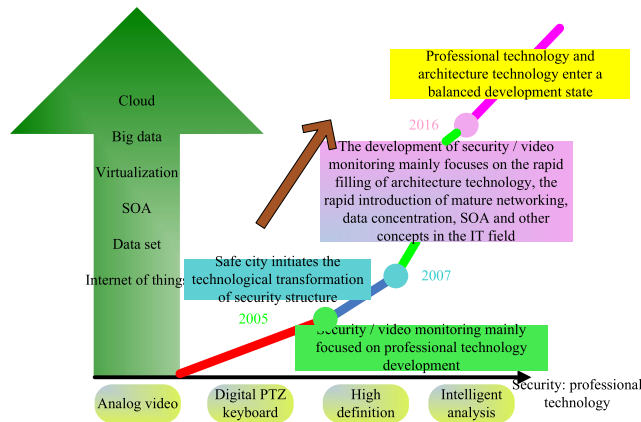 Professional technology and
architecture technology enter a
balanced development state
Cloud
2016
Big data
The development of security / video
monitoring mainly focuses on the rapid
filling of architecture technology, the
rapid introduction of mature networking,
data concentration, SOA and other
concepts in the IT field
Virtualization
SOA
Data set
Internet of things
Safe city initiates the
technological transformation
of security structure
2007
2005
Security / video monitoring mainly
focused on professional technology
development
Security: professional
technology
Analog video
Digital PTZ
keyboard
High
definition
Intelligent
analysis